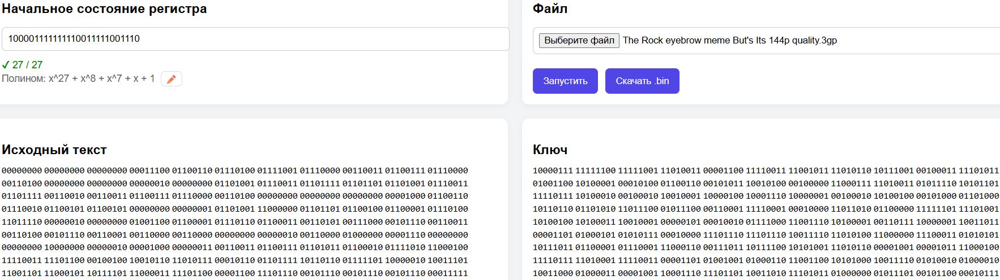 Начальное состояние регистра
100001111111110011111001110
✓ 27 / 27
Полином: x^27 + x^8 + x^7 + x + 1
Файл
Выберите файл The Rock eyebrow meme But's Its 144p quality.3gp
Запустить
Скачать .bin
Исходный текст
00000000 00000000 00000000 00011100 01100110 01110100 01111001 01110000 00110011 01100111 01110000
00110100 00000000 00000000 00000010 00000000 01101001 01110011 01101111 01101101 01101001 01110011
01101111 00110010 00110011 01100111 01110000 00110100 00000000 00000000 00000000 00001000 01100110
01110010 01100101 01100101 00000000 00000001 01101001 11000000 01101101 01100100 01100001 01110100
11011110 00000010 00000000 01001100 01100001 01110110 01100011 00110101 00111000 00101110 00110011
00110100 00101110 00110001 00110000 00110000 00000000 00000010 00110000 01000000 00001110 00000000
00000000 10000000 00000010 00001000 00000011 00110011 01100111 01101011 01100010 01111010 11000100
11110011 11101100 00100100 10010110 11010111 00010110 01101111 10110110 01111101 10000010 10011101
11001101 11000101 10111101 11000011 11101100 00001100 11101110 00101110 00101110 00101110 00011111
Ключ
10000111 11111100 11111001 11010011 00001100 11110011 11001011 11010110 10111001 00100011 11101011
01001100 10100001 00010100 01100110 00101011 10010100 00100000 11000111 11010011 01011110 10101101
11110111 10100010 00100010 10010001 10000100 10001110 10000001 00100010 10100100 00101000 01101000
10110110 01101010 11011100 01011100 00110001 11110001 00010000 11011010 01100000 11111101 11101001
10100100 10100011 10010001 00000101 00010010 01111000 11001110 10100001 00110111 10000001 10011011
00001101 01000101 01010111 00010000 11101110 11101110 10011110 11010100 11000000 11100011 01010101
10111011 01100001 01110001 11000110 00111011 10111100 10101001 11010110 00001001 00001011 11000100
11110111 11010001 11110011 00001101 01001001 01000110 11001100 10101000 10011110 01010010 01000010
10011000 01000011 00001001 10001110 11101101 10011010 11101011 01000000 01011101 00101100 00010111